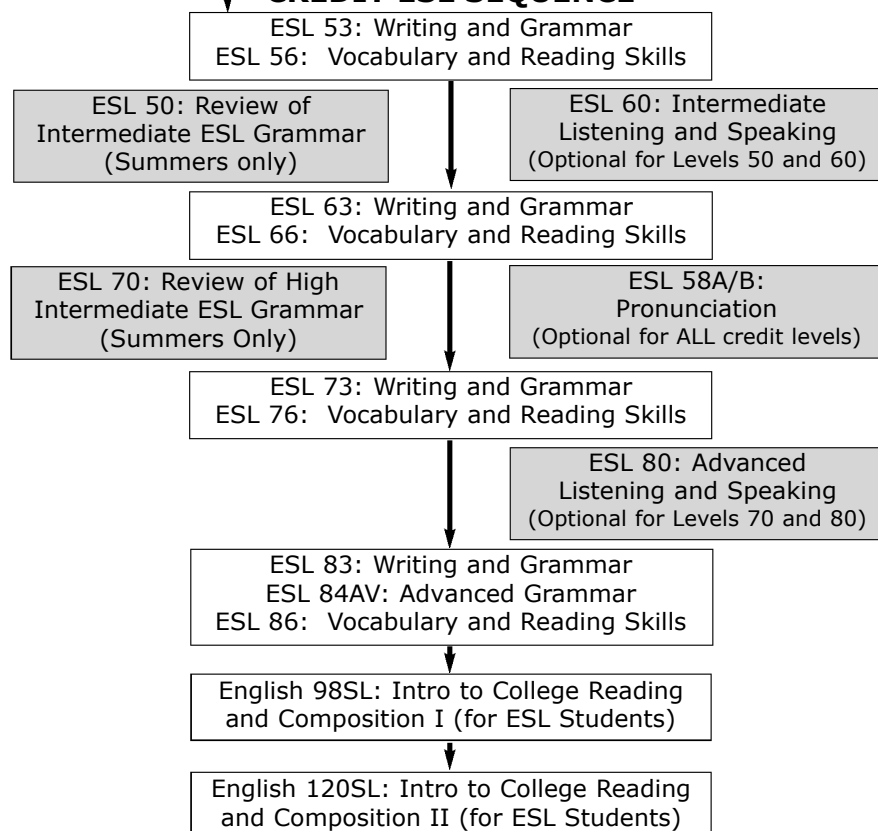 CREDIT ESL SEQUENCE
ESL 53: Writing and Grammar
ESL 56: Vocabulary and Reading Skills
ESL 50: Review of
Intermediate ESL Grammar
(Summers only)
ESL 60: Intermediate
Listening and Speaking
(Optional for Levels 50 and 60)
ESL 63: Writing and Grammar
ESL 66: Vocabulary and Reading Skills
ESL 70: Review of High
Intermediate ESL Grammar
(Summers Only)
ESL 58A/B:
Pronunciation
(Optional for ALL credit levels)
ESL 73: Writing and Grammar
ESL 76: Vocabulary and Reading Skills
ESL 80: Advanced
Listening and Speaking
(Optional for Levels 70 and 80)
ESL 83: Writing and Grammar
ESL 84AV: Advanced Grammar
ESL 86: Vocabulary and Reading Skills
English 98SL: Intro to College Reading
and Composition I (for ESL Students)
English 120SL: Intro to College Reading
and Composition II (for ESL Students)